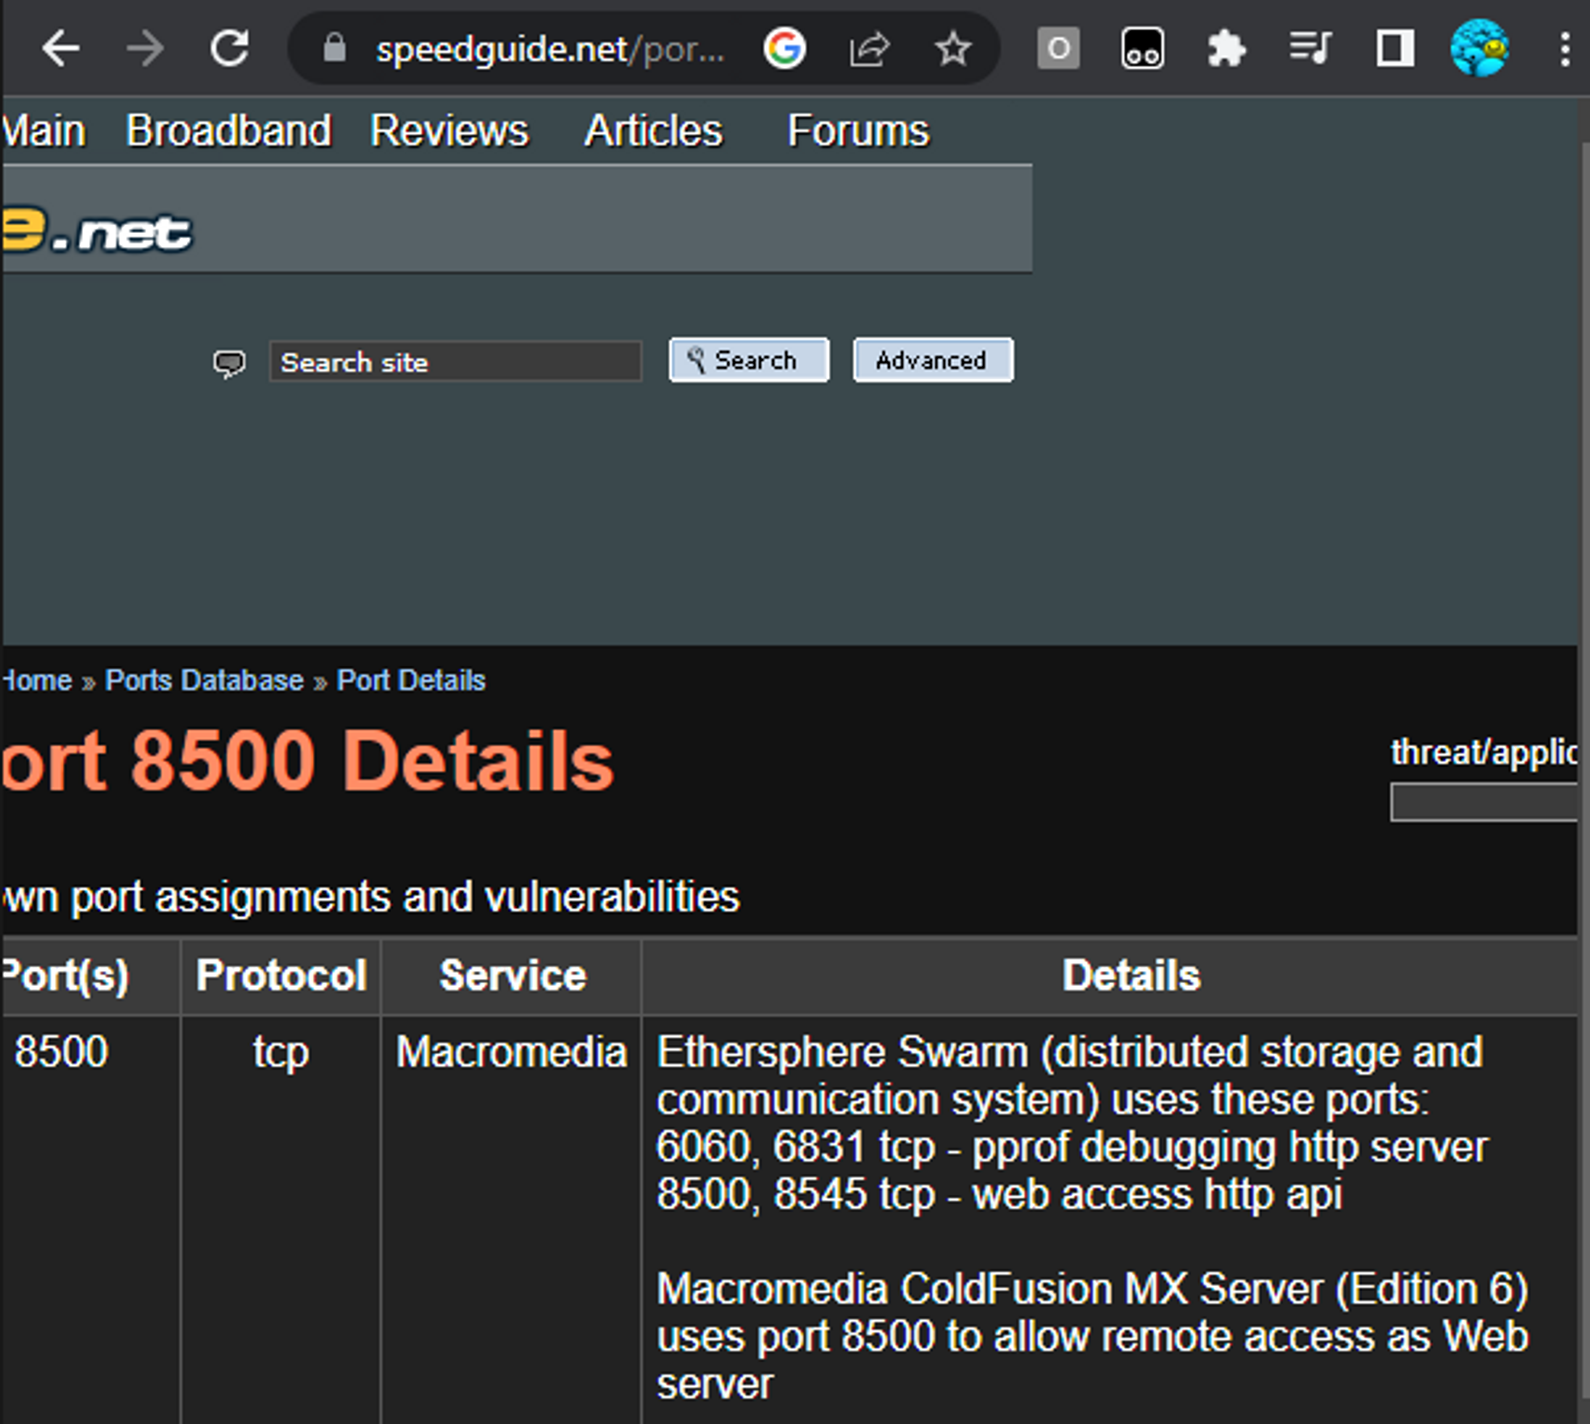 speedguide.net/por...
Main Broadband Reviews Articles Forums
e.net
Search site Search Advanced
Home » Ports Database » Port Details
ort 8500 Details
threat/applic
own port assignments and vulnerabilities
Port(s) Protocol Service Details
8500 tcp Macromedia Ethersphere Swarm (distributed storage and
communication system) uses these ports:
6060, 6831 tcp - pprof debugging http server
8500, 8545 tcp - web access http api
Macromedia ColdFusion MX Server (Edition 6)
uses port 8500 to allow remote access as Web
server